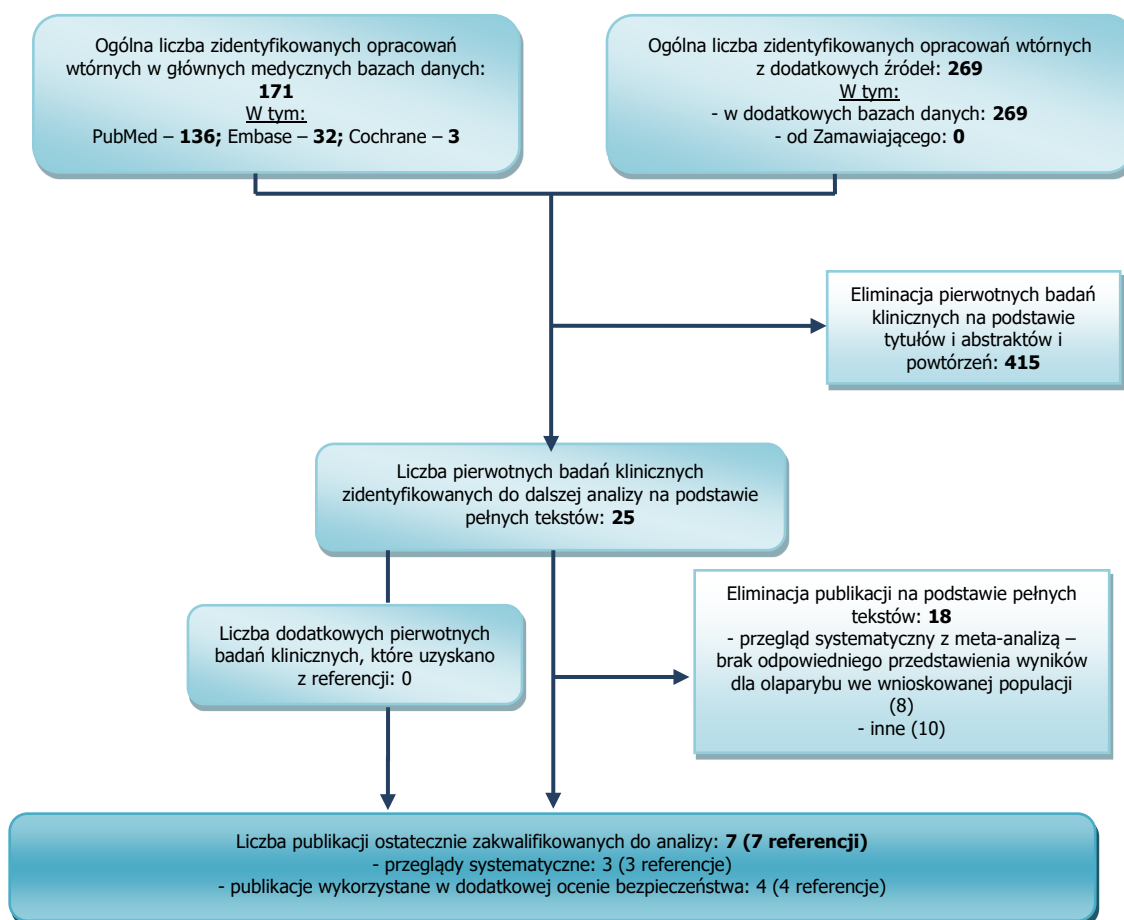 Ogólna liczba zidentyfikowanych opracowań
wtórnych w głównych medycznych bazach danych:
171
W tym:
PubMed – 136; Embase – 32; Cochrane – 3
Ogólna liczba zidentyfikowanych opracowań wtórnych
z dodatkowych źródeł: 269
W tym:
- w dodatkowych bazach danych: 269
- od Zamawiającego: 0
Eliminacja pierwotnych badań
klinicznych na podstawie
tytułów i abstraktów i
powtórzeń: 415
Liczba pierwotnych badań klinicznych
zidentyfikowanych do dalszej analizy na podstawie
pełnych tekstów: 25
Liczba dodatkowych pierwotnych
badań klinicznych, które uzyskano
z referencji: 0
Eliminacja publikacji na podstawie pełnych
tekstów: 18
- przegląd systematyczny z meta-analizą –
brak odpowiedniego przedstawienia wyników
dla olaparybu we wnioskowanej populacji
(8)
- inne (10)
Liczba publikacji ostatecznie zakwalifikowanych do analizy: 7 (7 referencji)
- przeglądy systematyczne: 3 (3 referencje)
- publikacje wykorzystane w dodatkowej ocenie bezpieczeństwa: 4 (4 referencje)